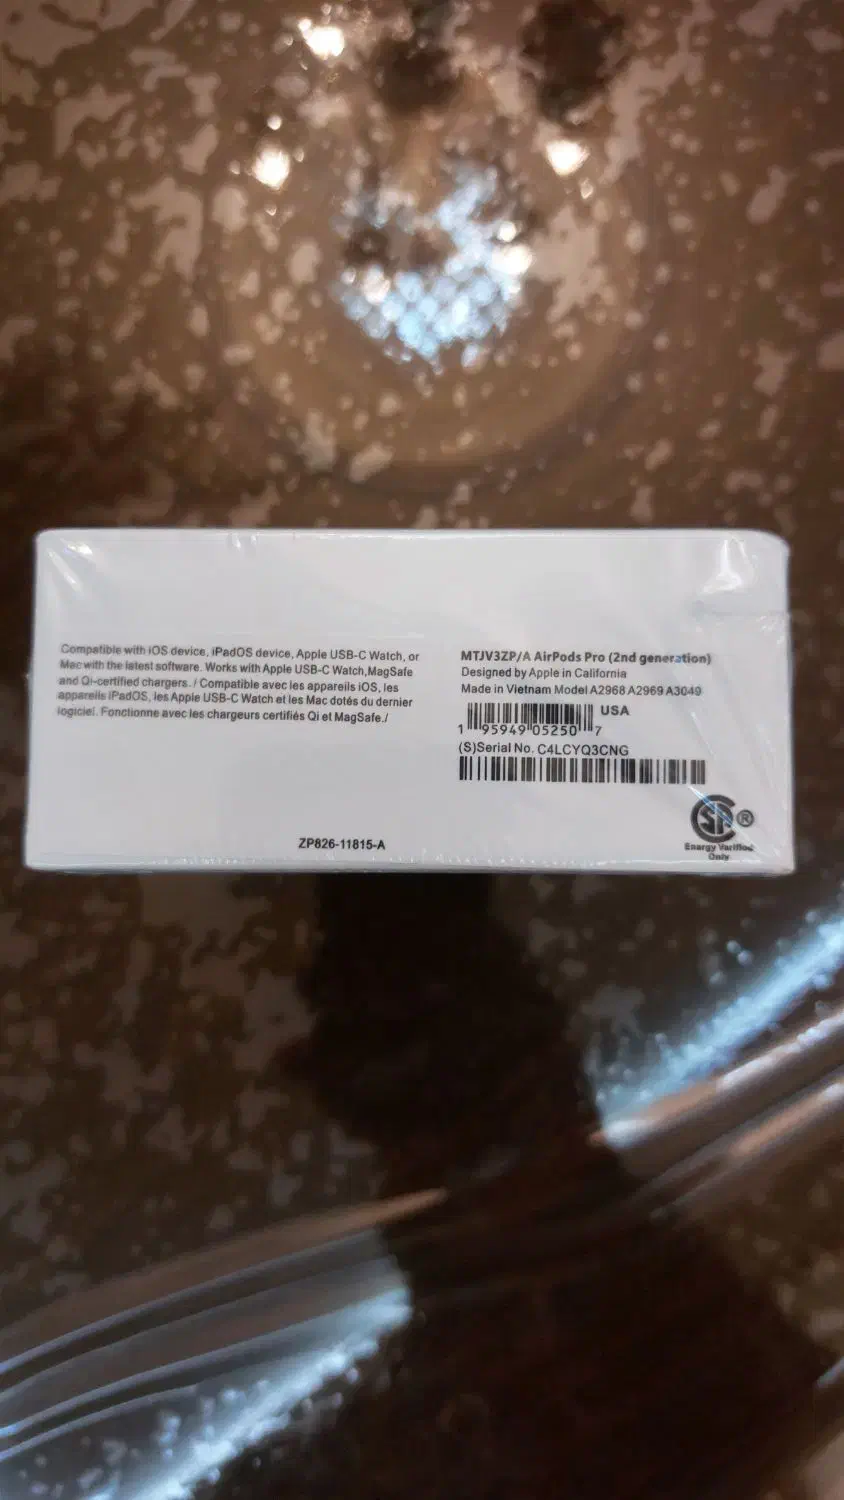 Compatible with iOS device, iPadOS device, Apple USB-C Watch, or
Mac with the latest software. Works with Apple USB-C Watch,MagSafe
and Qi-certified chargers. / Compatible avec les appareils iOS, les
appareils iPadOS, les Apple USB-C Watch et les Mac dotés du dernier
logiciel. Fonctionne avec les chargeurs certifiés Qi et MagSafe./
ZP826-11815-A
MTJV3ZP/A AirPods Pro (2nd generation)
Designed by Apple in California
Made in Vietnam Model A2968 A2969 A3049
USA
1 95949 05250 7
(S)Serial No. C4LCYQ3CNG
SP®
Energy Varified
Only